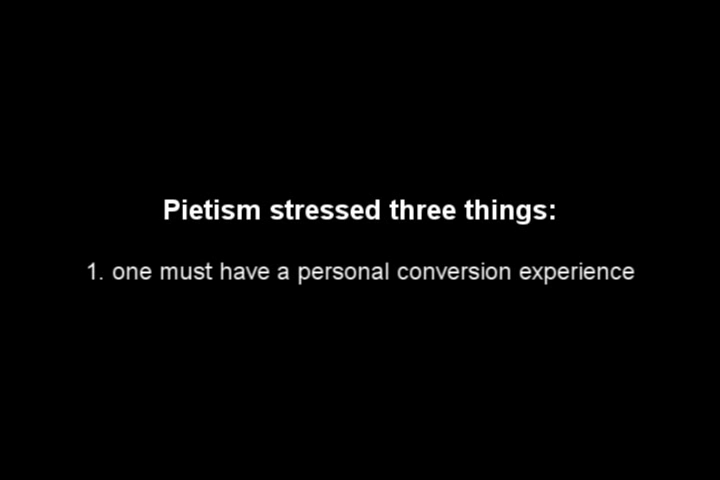 Pietism stressed three things:
1. one must have a personal conversion experience